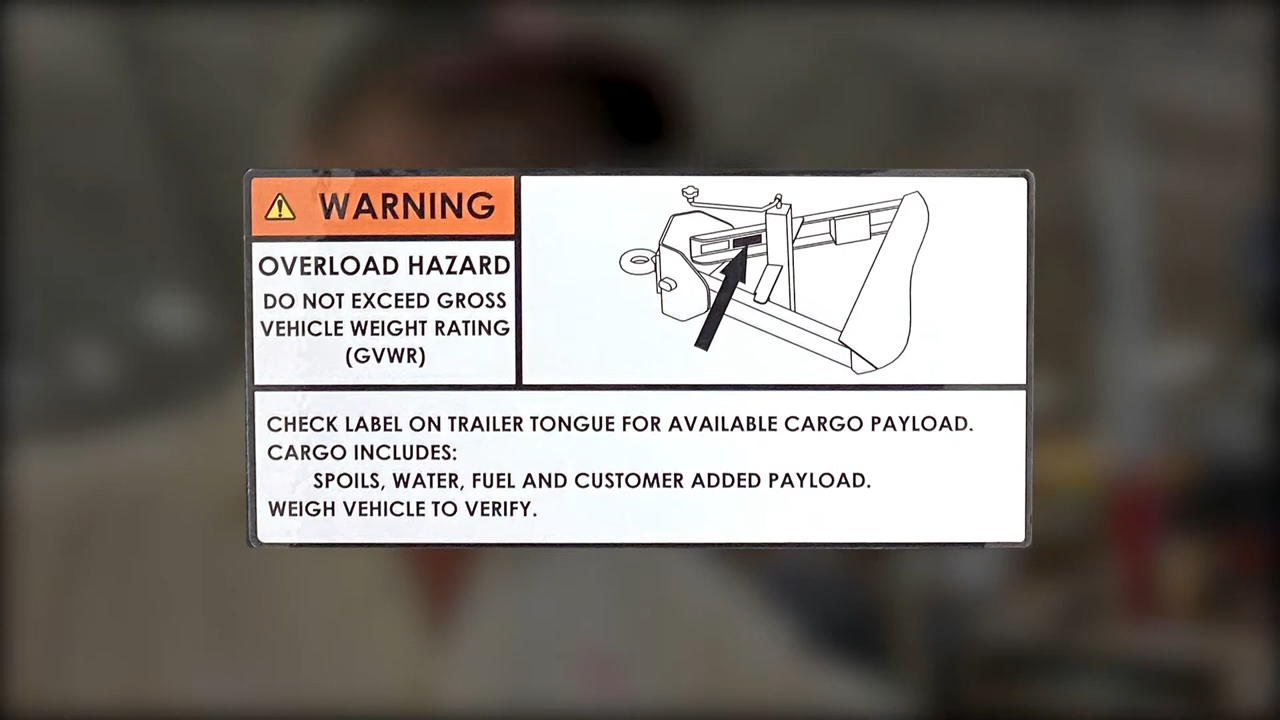 WARNING
OVERLOAD HAZARD
DO NOT EXCEED GROSS
VEHICLE WEIGHT RATING
(GVWR)
CHECK LABEL ON TRAILER TONGUE FOR AVAILABLE CARGO PAYLOAD.
CARGO INCLUDES:
SPOILS, WATER, FUEL AND CUSTOMER ADDED PAYLOAD.
WEIGH VEHICLE TO VERIFY.